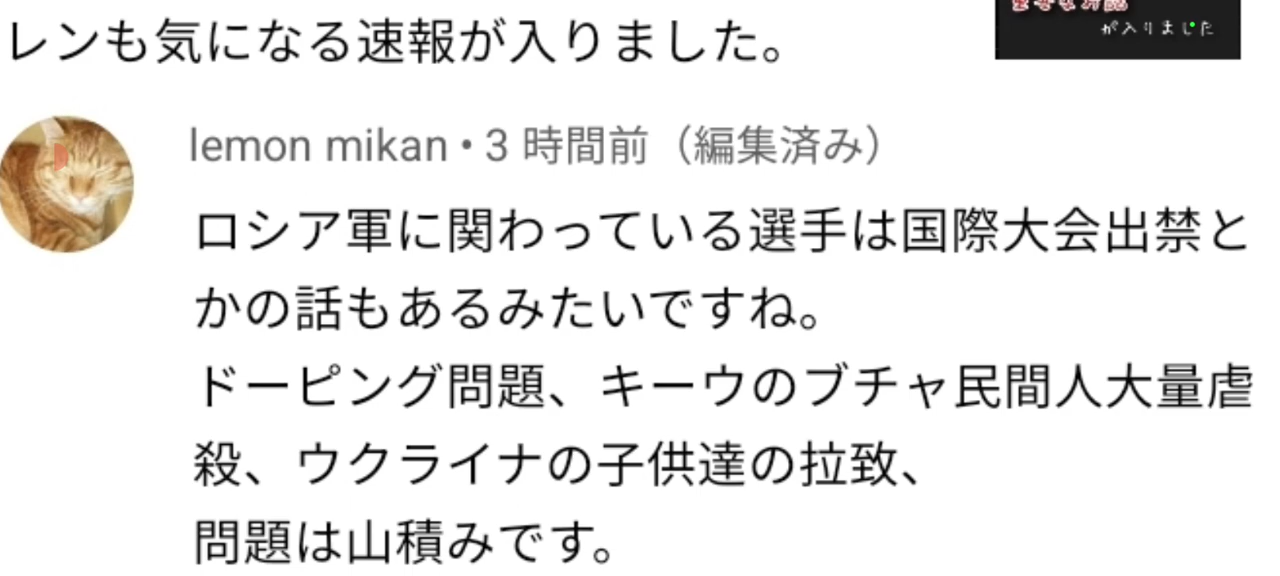 レンも気になる速報が入りました。
が入りました
lemon mikan • 3 時間前（編集済み）
ロシア軍に関わっている選手は国際大会出禁と
かの話もあるみたいですね。
ドーピング問題、キーウのブチャ民間人大量虐
殺、ウクライナの子供達の拉致、
問題は山積みです。